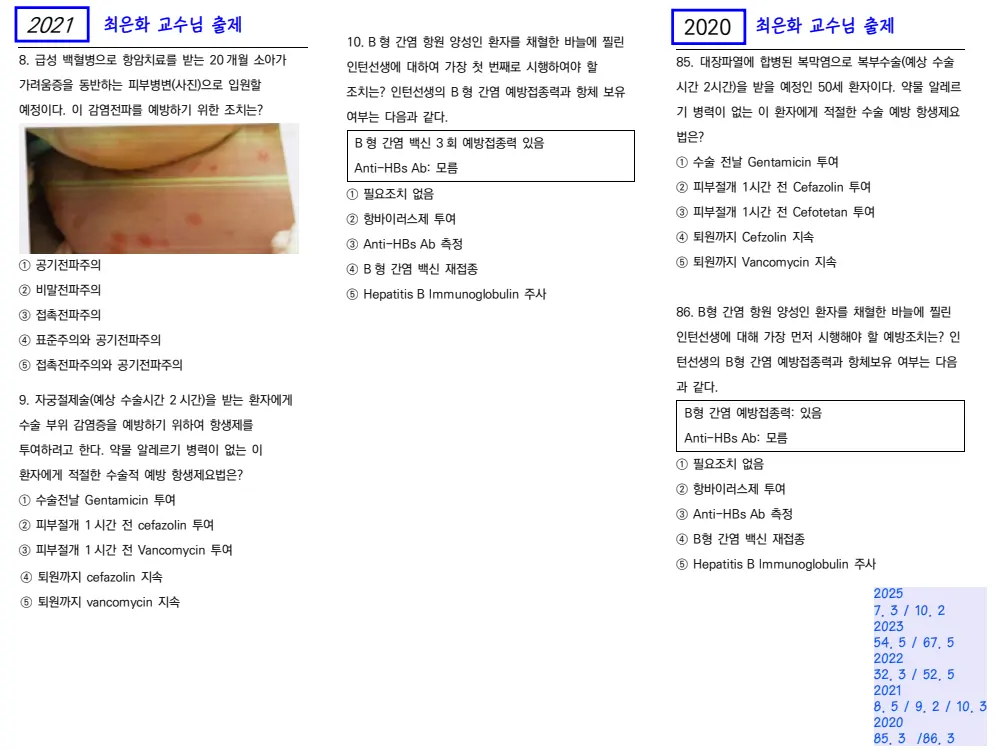 2021 최은화 교수님 출제
8. 급성 백혈병으로 항암치료를 받는 20개월 소아가
가려움증을 동반하는 피부병변(사진)으로 입원할
예정이다. 이 감염전파를 예방하기 위한 조치는?
① 공기전파주의
② 비말전파주의
③ 접촉전파주의
④ 표준주의와 공기전파주의
⑤ 접촉전파주의와 공기전파주의
9. 자궁절제술(예상 수술시간 2시간)을 받는 환자에게
수술 부위 감염증을 예방하기 위하여 항생제를
투여하려고 한다. 약물 알레르기 병력이 없는 이
환자에게 적절한 수술적 예방 항생제요법은?
① 수술전날 Gentamicin 투여
② 피부절개 1시간 전 cefazolin 투여
③ 피부절개 1시간 전 Vancomycin 투여
④ 퇴원까지 cefazolin 지속
⑤ 퇴원까지 vancomycin 지속
10. B형 간염 항원 양성인 환자를 채혈한 바늘에 찔린
인턴선생에 대하여 가장 첫 번째로 시행하여야 할
조치는? 인턴선생의 B형 간염 예방접종력과 항체 보유
여부는 다음과 같다.
B형 간염 백신 3회 예방접종력 있음
Anti-HBs Ab: 모름
① 필요조치 없음
② 항바이러스제 투여
③ Anti-HBs Ab 측정
④ B형 간염 백신 재접종
⑤ Hepatitis B Immunoglobulin 주사
2020 최은화 교수님 출제
85. 대장파열에 합병된 복막염으로 복부수술(예상 수술
시간 2시간)을 받을 예정인 50세 환자이다. 약물 알레르
기 병력이 없는 이 환자에게 적절한 수술 예방 항생제요
법은?
① 수술 전날 Gentamicin 투여
② 피부절개 1시간 전 Cefazolin 투여
③ 피부절개 1시간 전 Cefotetan 투여
④ 퇴원까지 Cefzolin 지속
⑤ 퇴원까지 Vancomycin 지속
86. B형 간염 항원 양성인 환자를 채혈한 바늘에 찔린
인턴선생에 대해 가장 먼저 시행해야 할 예방조치는? 인
턴선생의 B형 간염 예방접종력과 항체보유 여부는 다음
과 같다.
B형 간염 예방접종력: 있음
Anti-HBs Ab: 모름
① 필요조치 없음
② 항바이러스제 투여
③ Anti-HBs Ab 측정
④ B형 간염 백신 재접종
⑤ Hepatitis B Immunoglobulin 주사
2025
7. 3 / 10. 2
2023
54. 5 / 67. 5
2022
32. 3 / 52. 5
2021
8. 5 / 9. 2 / 10. 3
2020
85. 3 /86. 3